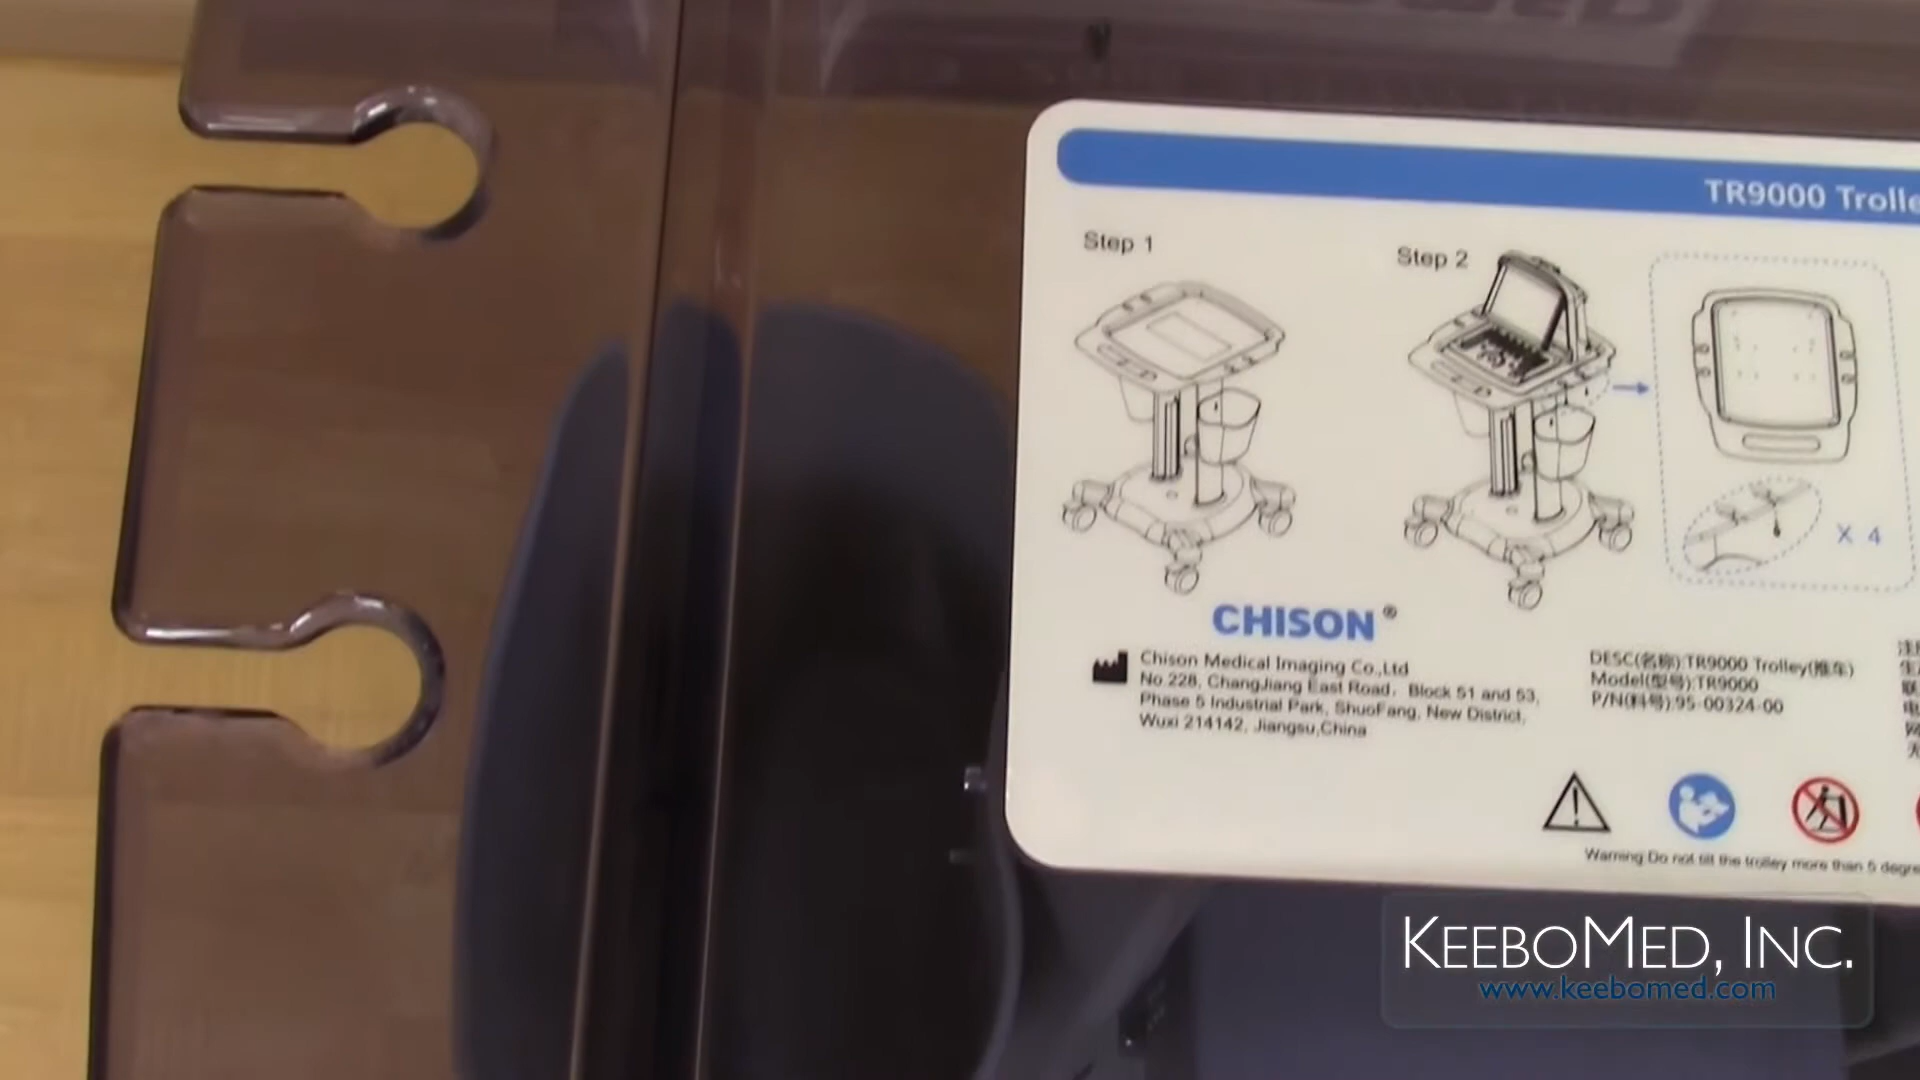 TR9000 Trolle
Step 1
Step 2
X 4
CHISON®
Chison Medical Imaging Co.,Ltd
No 228, ChangJiang East Road, Block 51 and 53,
Phase 5 Industrial Park, ShuoFang, New District,
Wuxi 214142, Jiangsu,China
DESC(名称):TR9000 Trolley(推车)
Model(型号):TR9000
P/N(料号):95-00324-00
Warning:Do not tilt the trolley more than 5 degre
KEEBOMED, INC.
www.keebomed.com